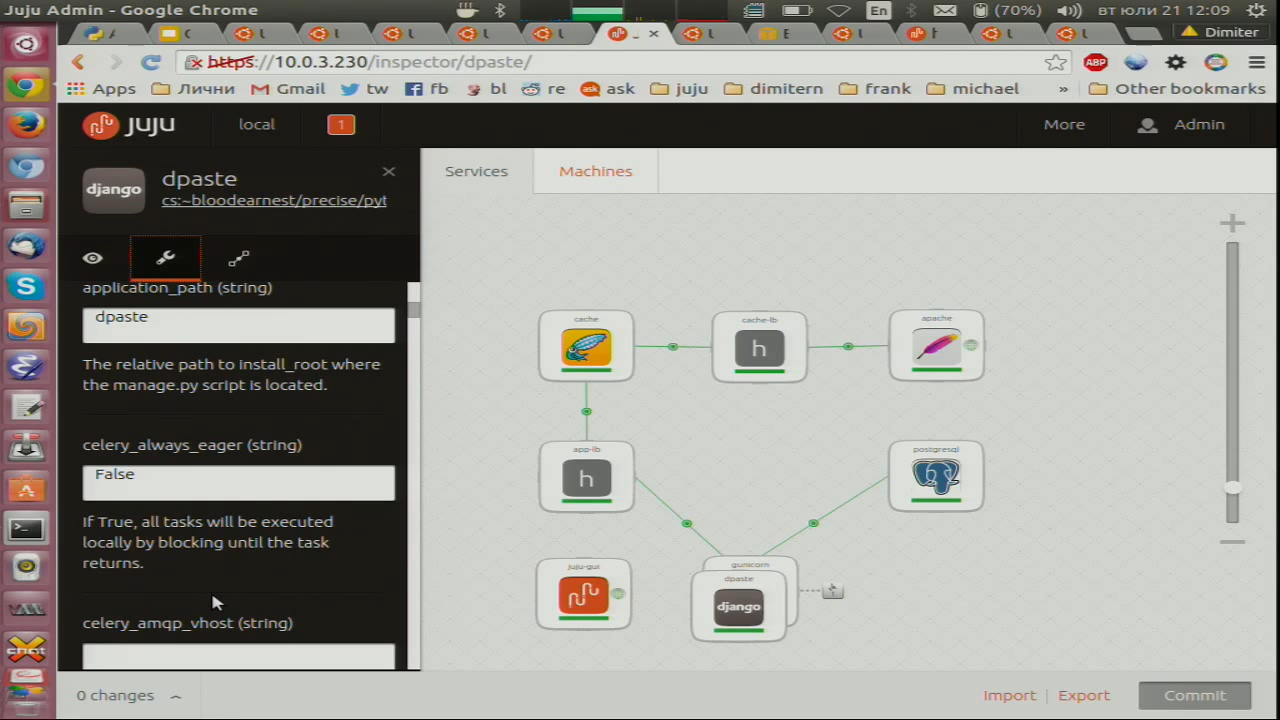 Juju Admin - Google Chrome
En
(70%)
вт юли 21 12:09
Dimiter
https://10.0.3.230/inspector/dpaste/
ABP
Apps
Лични
Gmail
tw
fb
bl
re
ask
juju
dimitern
frank
michael
»
Other bookmarks
juju
local
1
More
Admin
django
dpaste
cs:~bloodearnest/precise/pyt
Services
Machines
application_path (string)
dpaste
The relative path to install_root where
the manage.py script is located.
celery_always_eager (string)
False
If True, all tasks will be executed
locally by blocking until the task
returns.
celery_amqp_vhost (string)
cache
cache-lb
h
apache
app-lb
h
postgresql
juju-gui
gunicorn
dpaste
django
0 changes
Import
Export
Commit